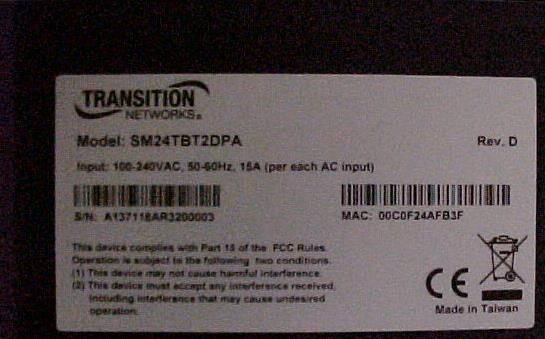 TRANSITION
NETWORKS®
Model: SM24TBT2DPA
Rev. D
Input: 100-240VAC, 50-60Hz, 15A (per each AC input)
S/N: A137118AR3200003
MAC: 00C0F24AFB3F
This device complies with Part 15 of the FCC Rules.
Operation is subject to the following two conditions.
(1) This device may not cause harmful interference.
(2) This device must accept any interference received,
including interference that may cause undesired
operation.
CE
Made in Taiwan